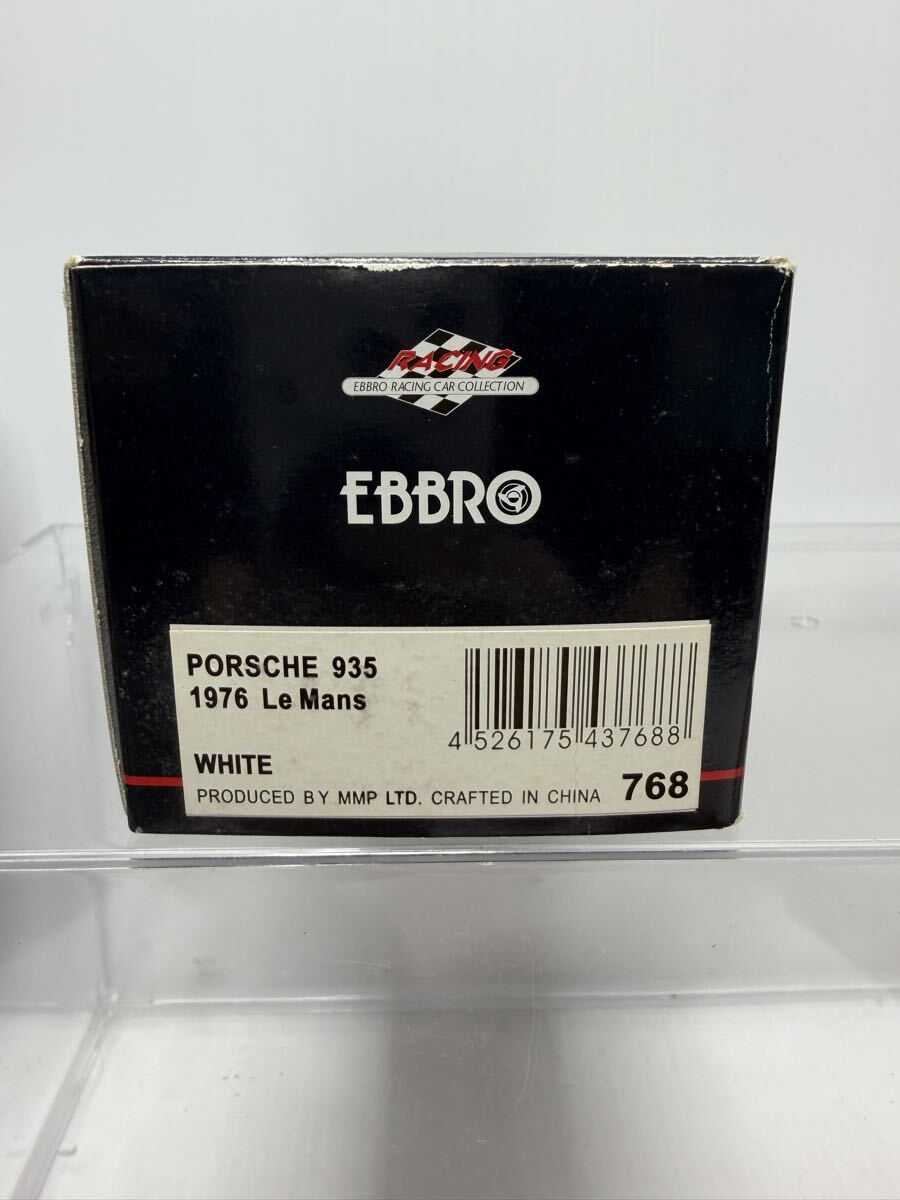 RACING
EBBRO RACING CAR COLLECTION
EBBRO
PORSCHE 935
1976 Le Mans
4 526175 437688
WHITE
PRODUCED BY MMP LTD. CRAFTED IN CHINA 768